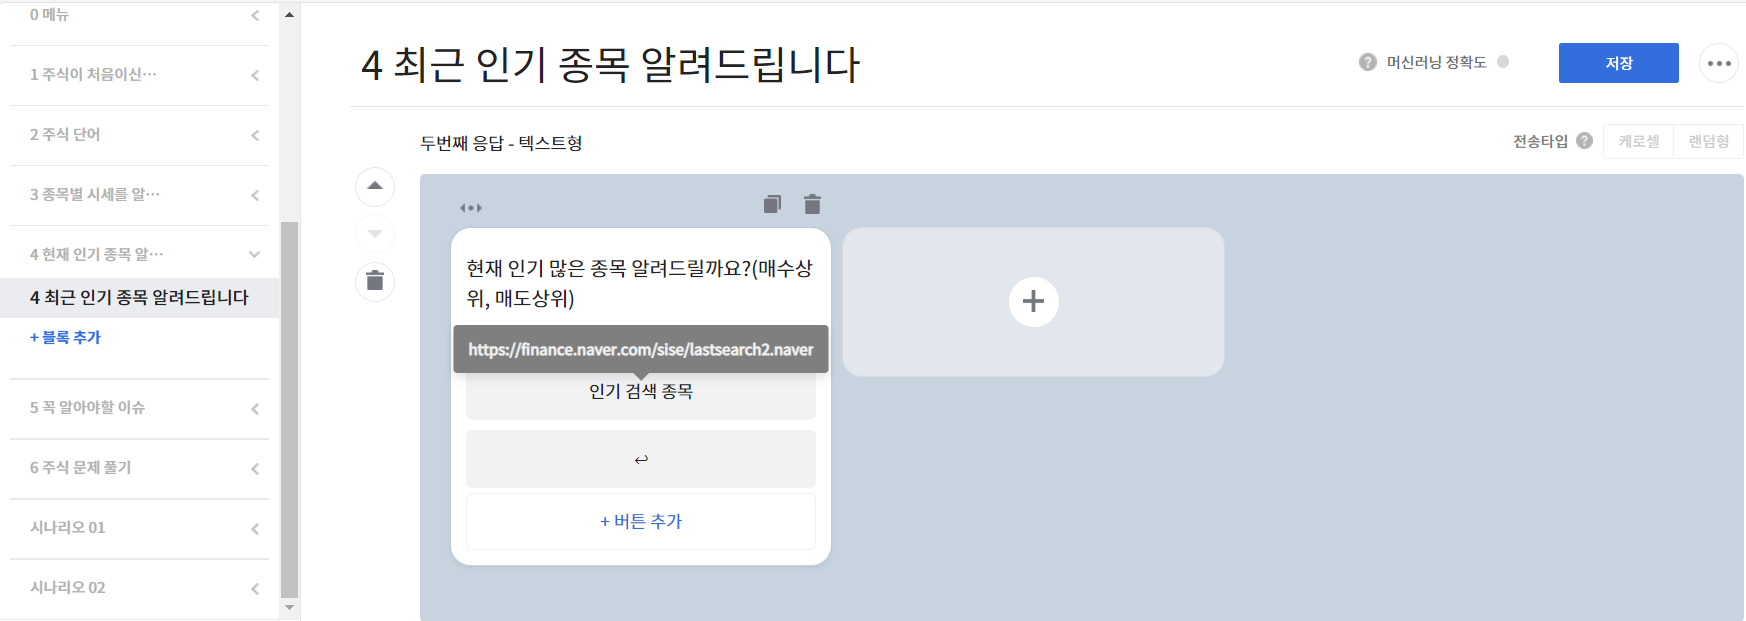 0 메뉴
1 주식이 처음이신···
2 주식 단어
3 종목별 시세를 알···
4 현재 인기 종목 알···
4 최근 인기 종목 알려드립니다
+ 블록 추가
5 꼭 알아야할 이슈
6 주식 문제 풀기
시나리오 01
시나리오 02
4 최근 인기 종목 알려드립니다
? 머신러닝 정확도
저장
두번째 응답 - 텍스트형
전송타입 ? 케로셀 랜덤형
현재 인기 많은 종목 알려드릴까요?(매수상
위, 매도상위)
https://finance.naver.com/sise/lastsearch2.naver
인기 검색 종목
+ 버튼 추가